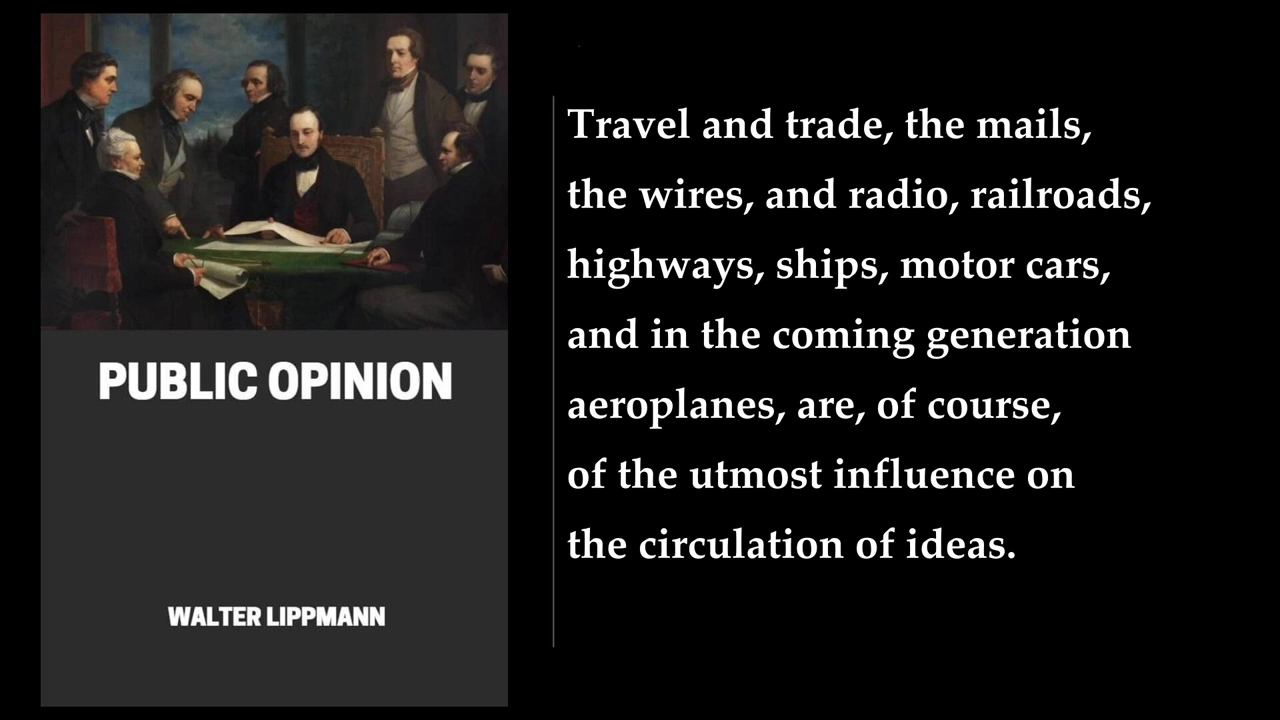 PUBLIC OPINION
WALTER LIPPMANN
Travel and trade, the mails,
the wires, and radio, railroads,
highways, ships, motor cars,
and in the coming generation
aeroplanes, are, of course,
of the utmost influence on
the circulation of ideas.